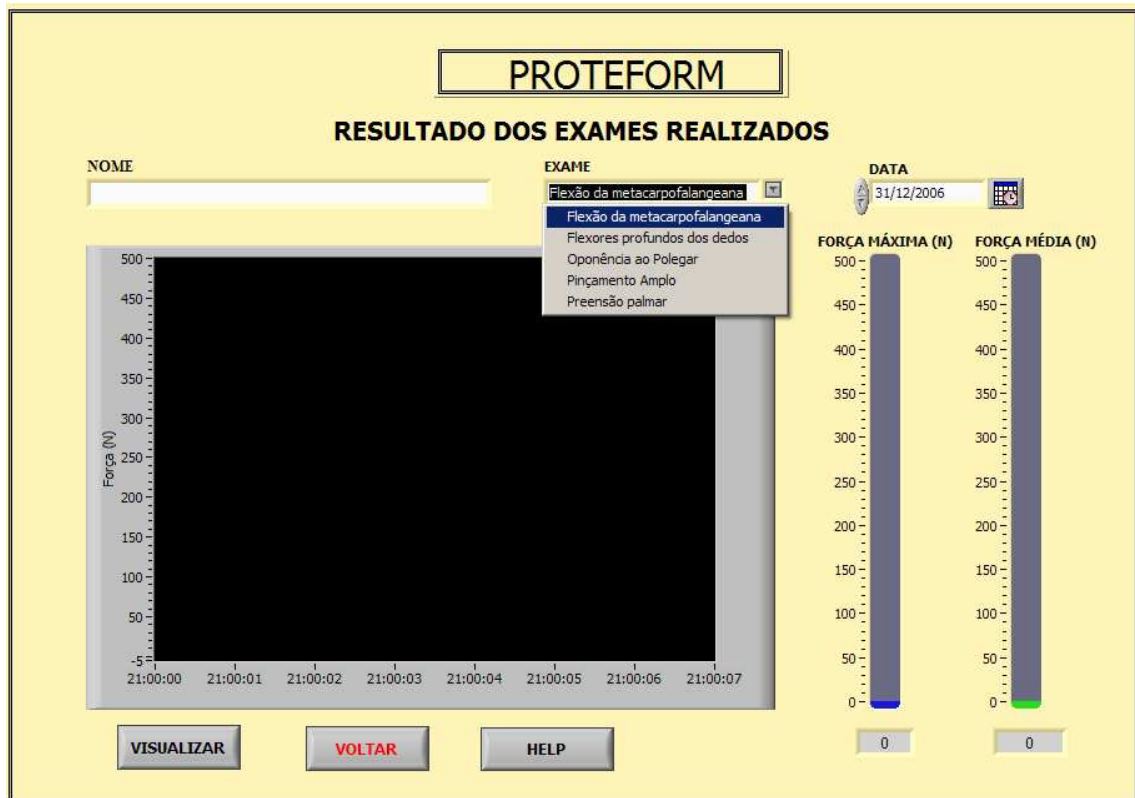 PROTEFORM
RESULTADO DOS EXAMES REALIZADOS
NOME
EXAME
DATA
Flexão da metacarpofalangeana
31/12/2006
Flexão da metacarpofalangeana
Flexores profundos dos dedos
Oponência ao Polegar
Pinçamento Amplo
Preensão palmar
Força (N)
500
450
400
350
300
250
200
150
100
50
-5
21:00:00 21:00:01 21:00:02 21:00:03 21:00:04 21:00:05 21:00:06 21:00:07
FORÇA MÁXIMA (N)
500
450
400
350
300
250
200
150
100
50
0
0
FORÇA MÉDIA (N)
500
450
400
350
300
250
200
150
100
50
0
0
VISUALIZAR
VOLTAR
HELP